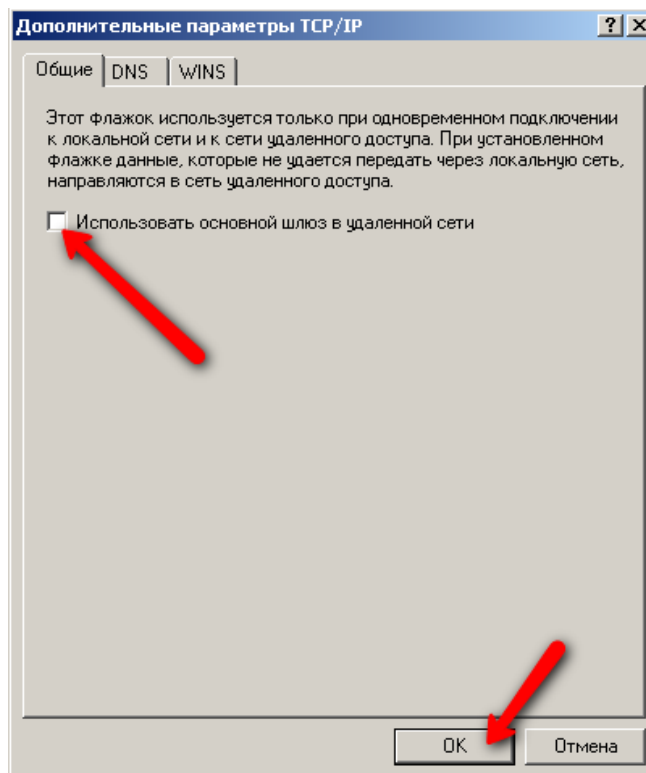 Дополнительные параметры TCP/IP
Общие DNS WINS
Этот флажок используется только при одновременном подключении
к локальной сети и к сети удаленного доступа. При установленном
флажке данные, которые не удается передать через локальную сеть,
направляются в сеть удаленного доступа.
Использовать основной шлюз в удаленной сети
OK Отмена